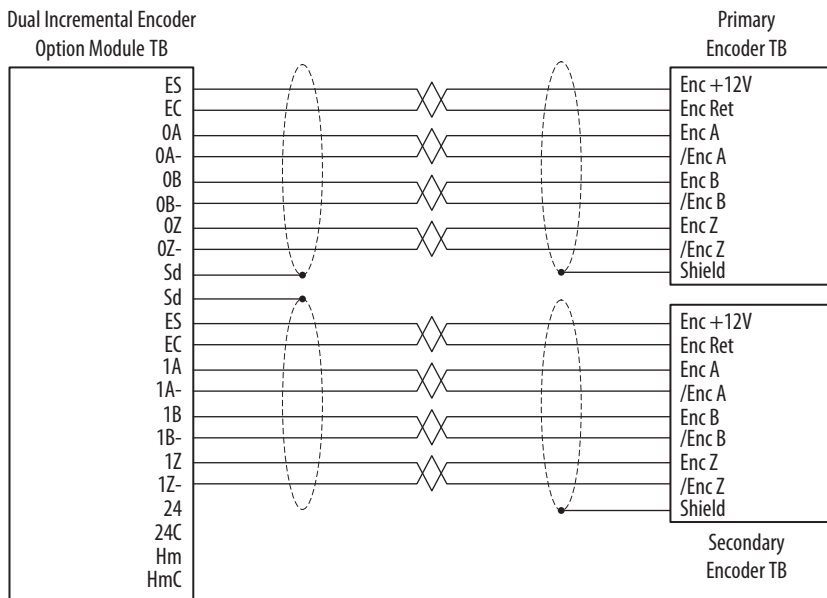 Dual Incremental Encoder
Option Module TB
ES
EC
0A
0A-
0B
0B-
0Z
0Z-
Sd
Sd
ES
EC
1A
1A-
1B
1B-
1Z
1Z-
24
24C
Hm
HmC
Primary
Encoder TB
Enc +12V
Enc Ret
Enc A
/Enc A
Enc B
/Enc B
Enc Z
/Enc Z
Shield
Enc +12V
Enc Ret
Enc A
/Enc A
Enc B
/Enc B
Enc Z
/Enc Z
Shield
Secondary
Encoder TB